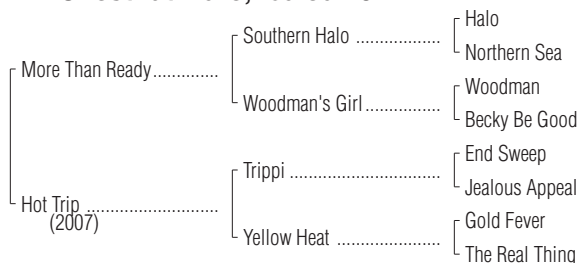 Halo
Southern Halo ...................
Northern Sea
More Than Ready ..............
Woodman
Woodman's Girl .................
Becky Be Good
End Sweep
Trippi ..................................
Jealous Appeal
Hot Trip .............................
(2007)
Gold Fever
Yellow Heat .......................
The Real Thing